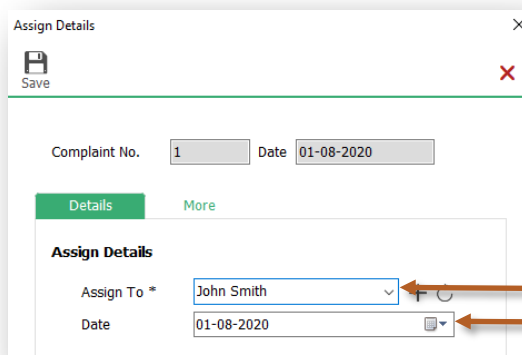 Assign Details
Save
Complaint No. 1 Date 01-08-2020
Details More
Assign Details
Assign To * John Smith
Date 01-08-2020